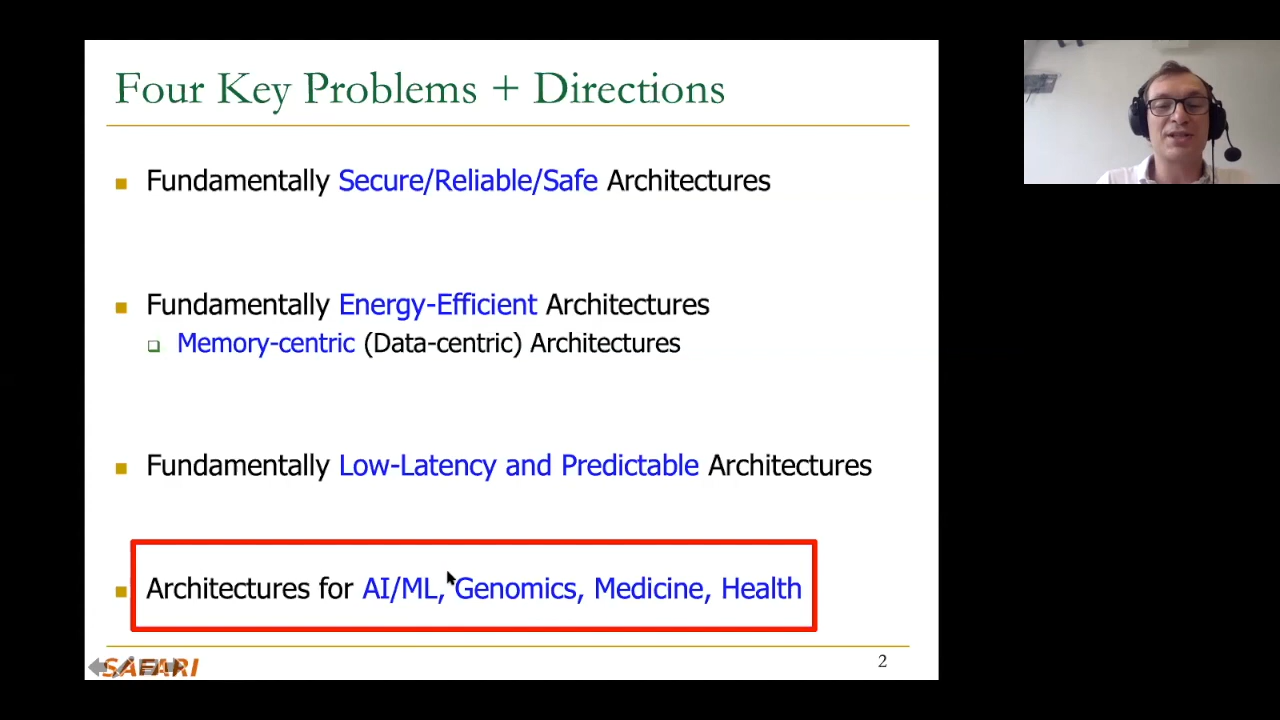 Four Key Problems + Directions
Fundamentally Secure/Reliable/Safe Architectures
Fundamentally Energy-Efficient Architectures
Memory-centric (Data-centric) Architectures
Fundamentally Low-Latency and Predictable Architectures
Architectures for AI/ML, Genomics, Medicine, Health
SAFARI
2